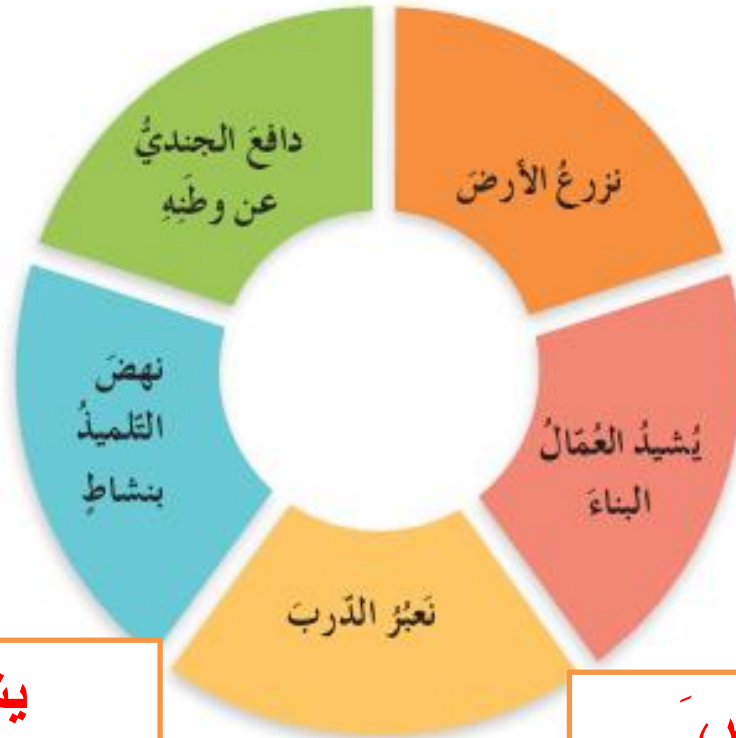 نزرعُ الأرضَ
دافعَ الجنديُّ
عن وطَنِهِ
يُشيدُ العُمّالُ
البناءَ
نهضَ
التّلميذُ
بنشاطٍ
نَعبُرُ الدّربَ